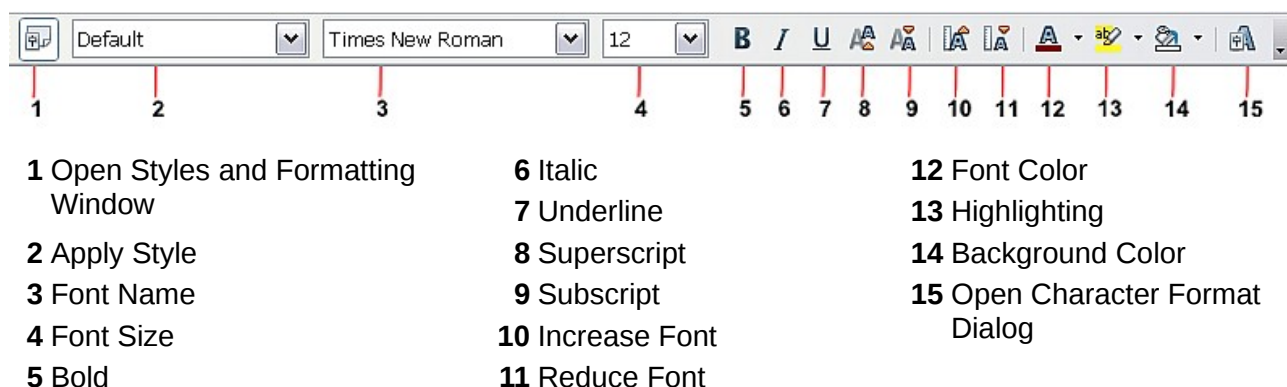 Default Times New Roman 12 B I U
1 2 3 4 5 6 7 8 9 10 11 12 13 14 15
1 Open Styles and Formatting
Window
2 Apply Style
3 Font Name
4 Font Size
5 Bold
6 Italic
7 Underline
8 Superscript
9 Subscript
10 Increase Font
11 Reduce Font
12 Font Color
13 Highlighting
14 Background Color
15 Open Character Format
Dialog